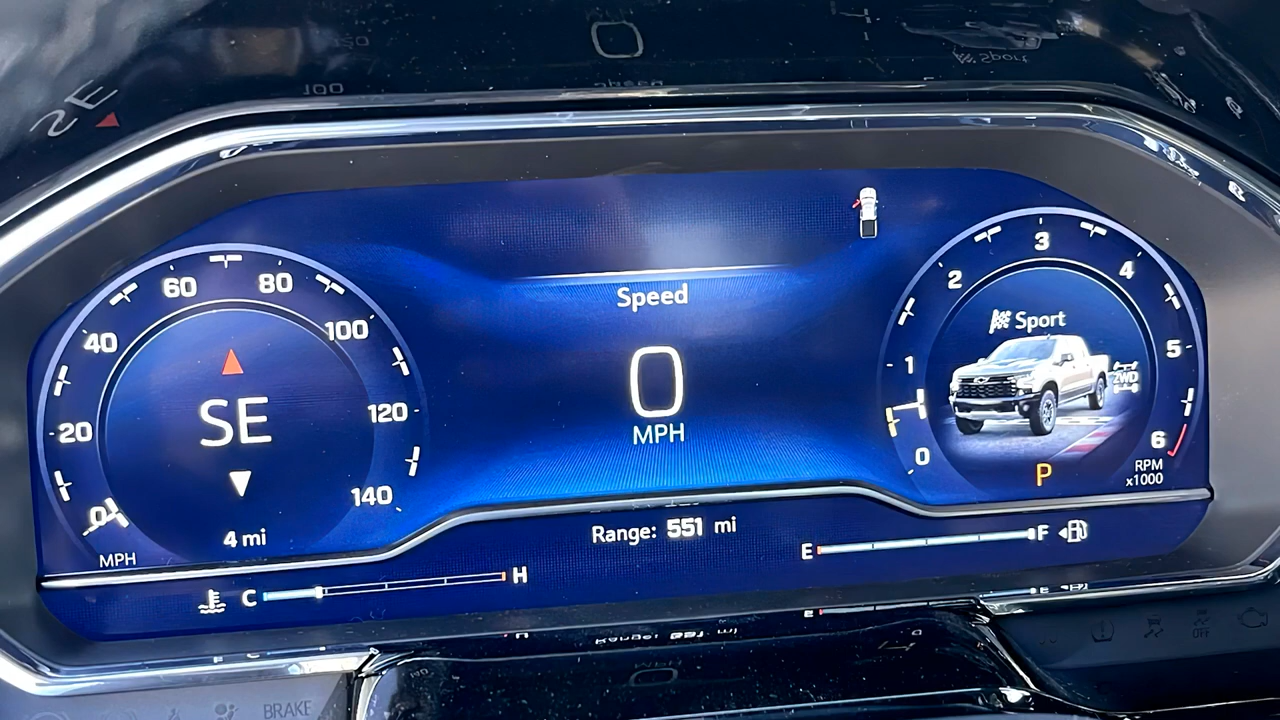 Speed
0
MPH
0
20
40
60
80
100
120
140
MPH
SE
4 mi
0
1
2
3
4
5
6
RPM
x1000
Sport
2WD
P
Range: 551 mi
E
F
C
H
BRAKE
OFF